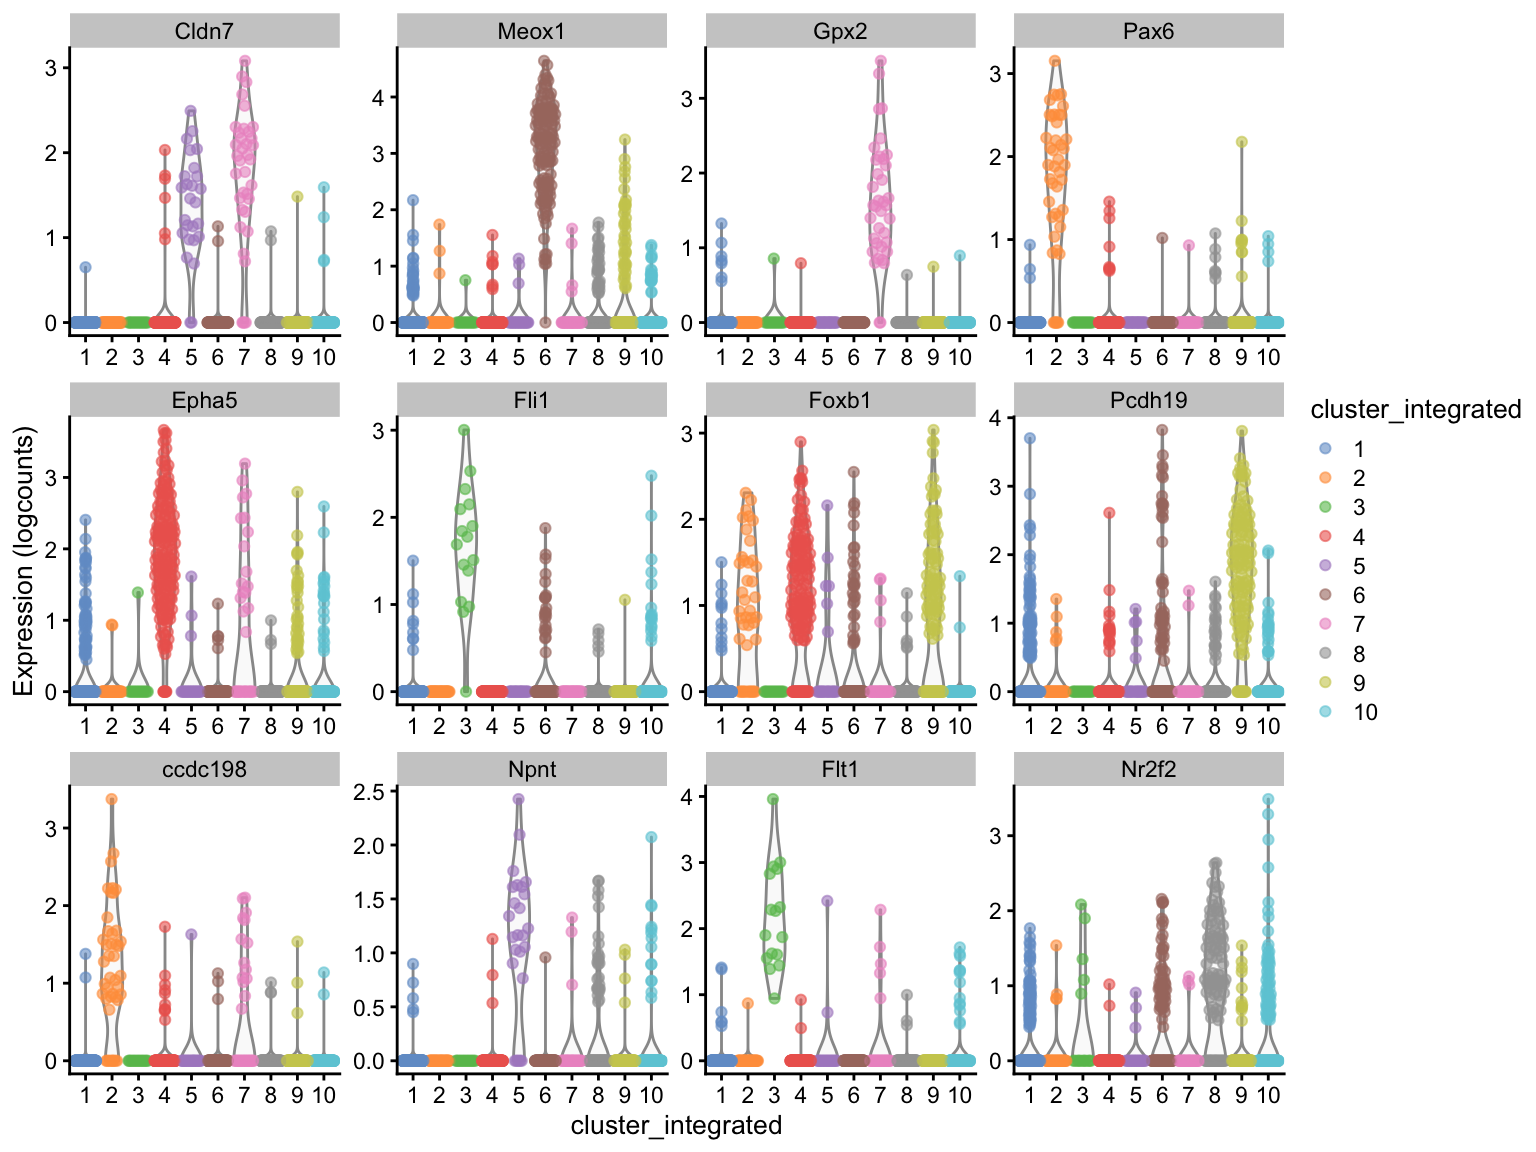 Cldn7 Meox1 Gpx2 Pax6
3 4 3 3
2 3 2 2
1 2 1 1
0 1 0 0
0
1 2 3 4 5 6 7 8 9 10 1 2 3 4 5 6 7 8 9 10 1 2 3 4 5 6 7 8 9 10 1 2 3 4 5 6 7 8 9 10
Epha5 Fli1 Foxb1 Pcdh19
3 3 3 4
2 2 2 3
1 1 1 2
0 0 0 1
0
1 2 3 4 5 6 7 8 9 10 1 2 3 4 5 6 7 8 9 10 1 2 3 4 5 6 7 8 9 10 1 2 3 4 5 6 7 8 9 10
ccdc198 Npnt Flt1 Nr2f2
3 2.5 4 3
2 2.0 3 2
1 1.5 2 1
0 1.0 1 0
0.5 0
0.0
1 2 3 4 5 6 7 8 9 10 1 2 3 4 5 6 7 8 9 10 1 2 3 4 5 6 7 8 9 10 1 2 3 4 5 6 7 8 9 10
Expression (logcounts)
cluster_integrated
cluster_integrated
1
2
3
4
5
6
7
8
9
10